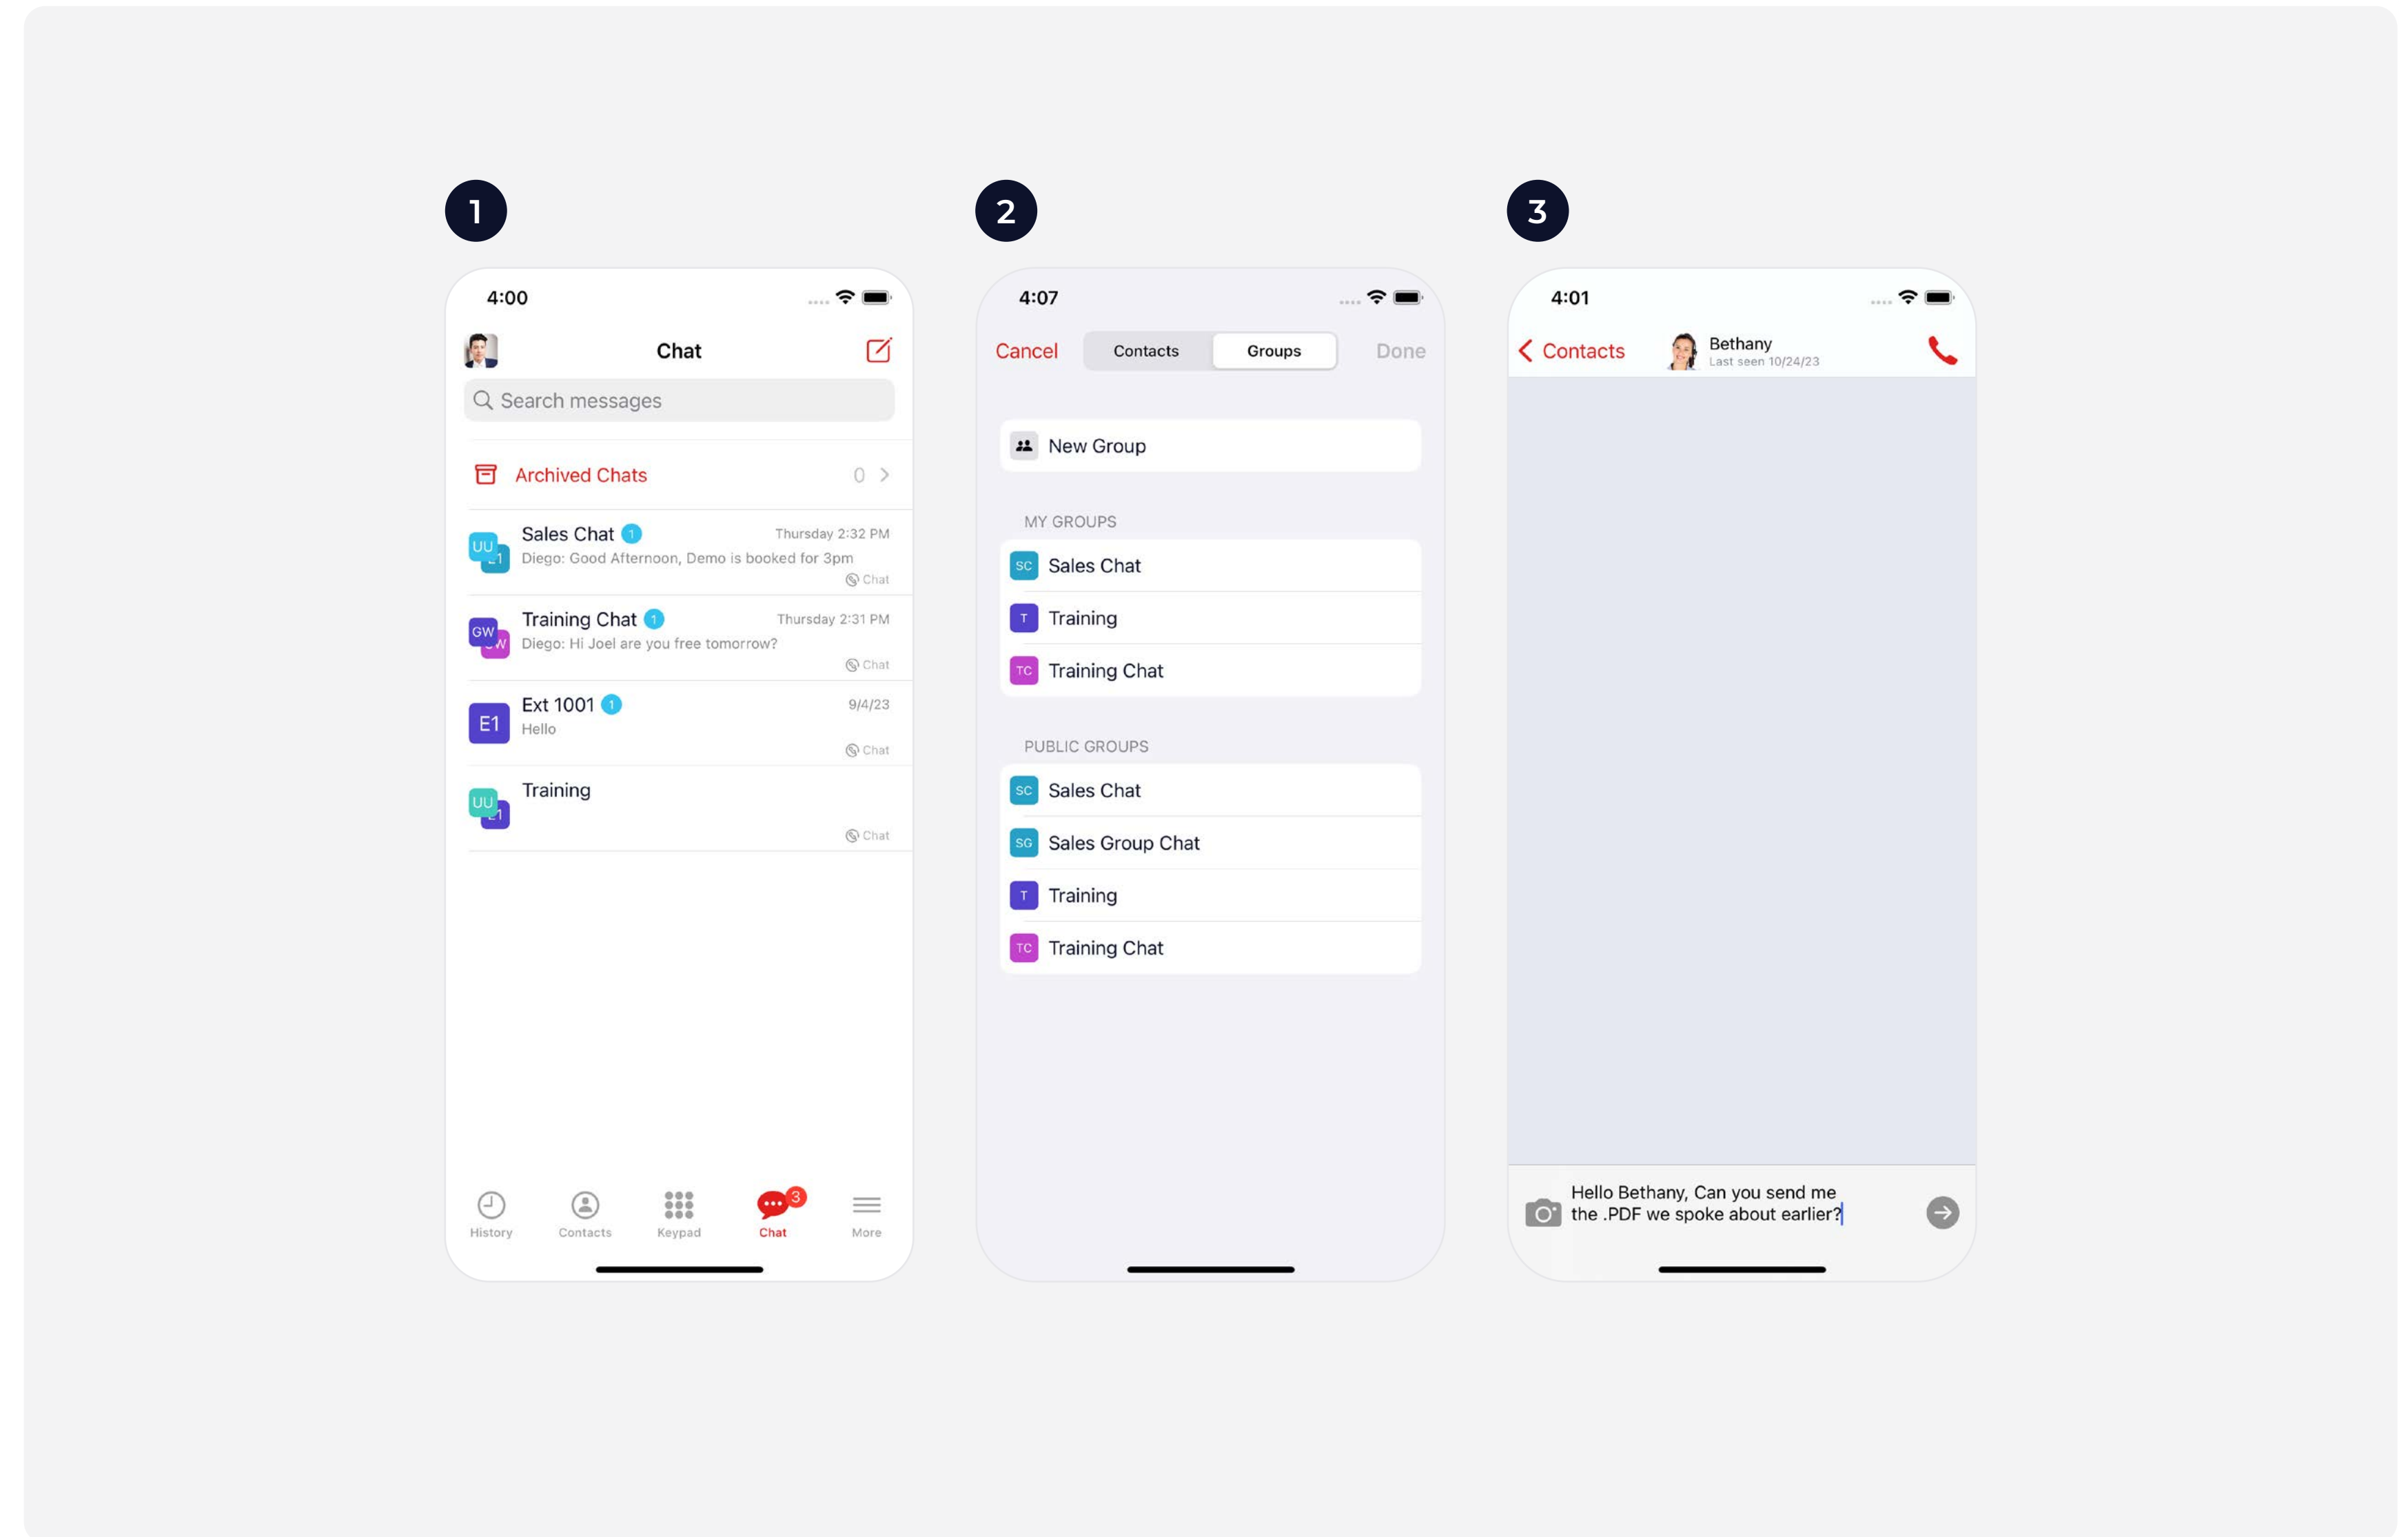 1
4:00
Chat
Search messages
Archived Chats 0
UU
Sales Chat 1 Thursday 2:32 PM
Diego: Good Afternoon, Demo is booked for 3pm
Chat
GW
Training Chat 1 Thursday 2:31 PM
Diego: Hi Joel are you free tomorrow?
Chat
E1
Ext 1001 1 9/4/23
Hello
Chat
UU
Training
Chat
3
History Contacts Keypad Chat More
2
4:07
Cancel Contacts Groups Done
New Group
MY GROUPS
SC Sales Chat
T Training
TC Training Chat
PUBLIC GROUPS
SC Sales Chat
SG Sales Group Chat
T Training
TC Training Chat
3
4:01
Contacts
Bethany
Last seen 10/24/23
Hello Bethany, Can you send me
the .PDF we spoke about earlier?